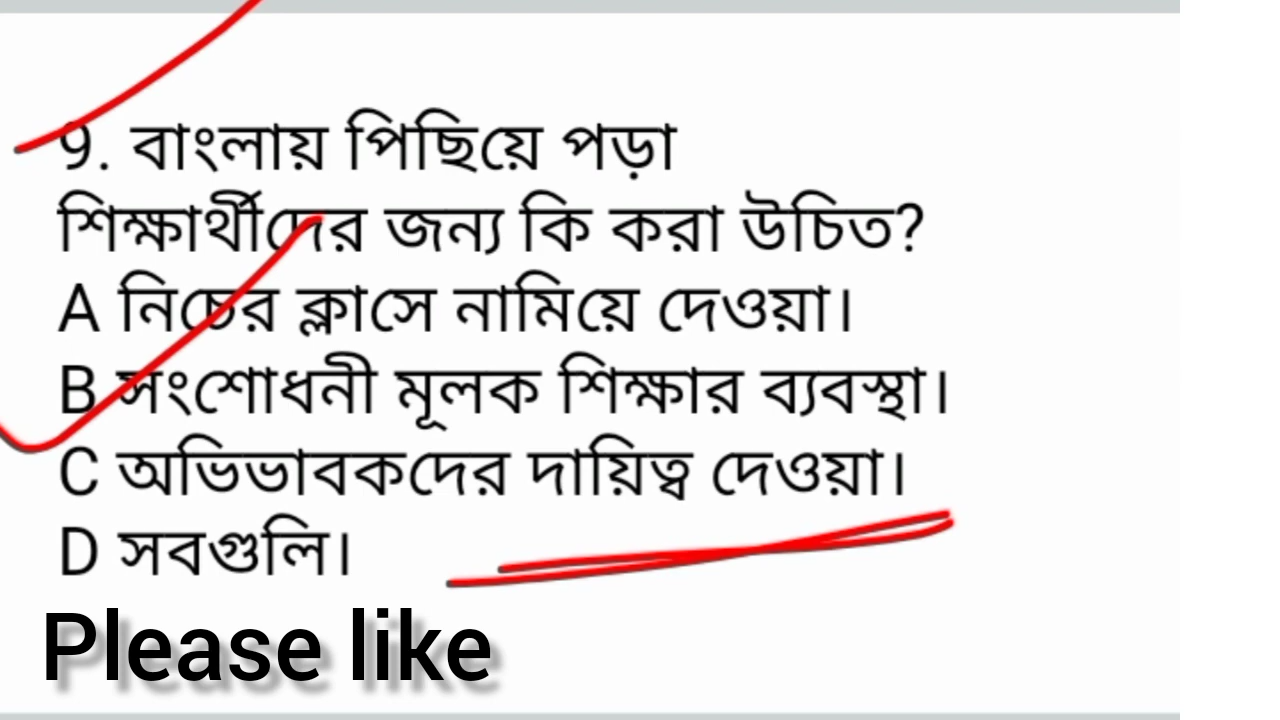 9. বাংলায় পিছিয়ে পড়া
শিক্ষার্থীদের জন্য কি করা উচিত?
A নিচের ক্লাসে নামিয়ে দেওয়া।
B সংশোধনী মূলক শিক্ষার ব্যবস্থা।
C অভিভাবকদের দায়িত্ব দেওয়া।
D সবগুলি।
Please like